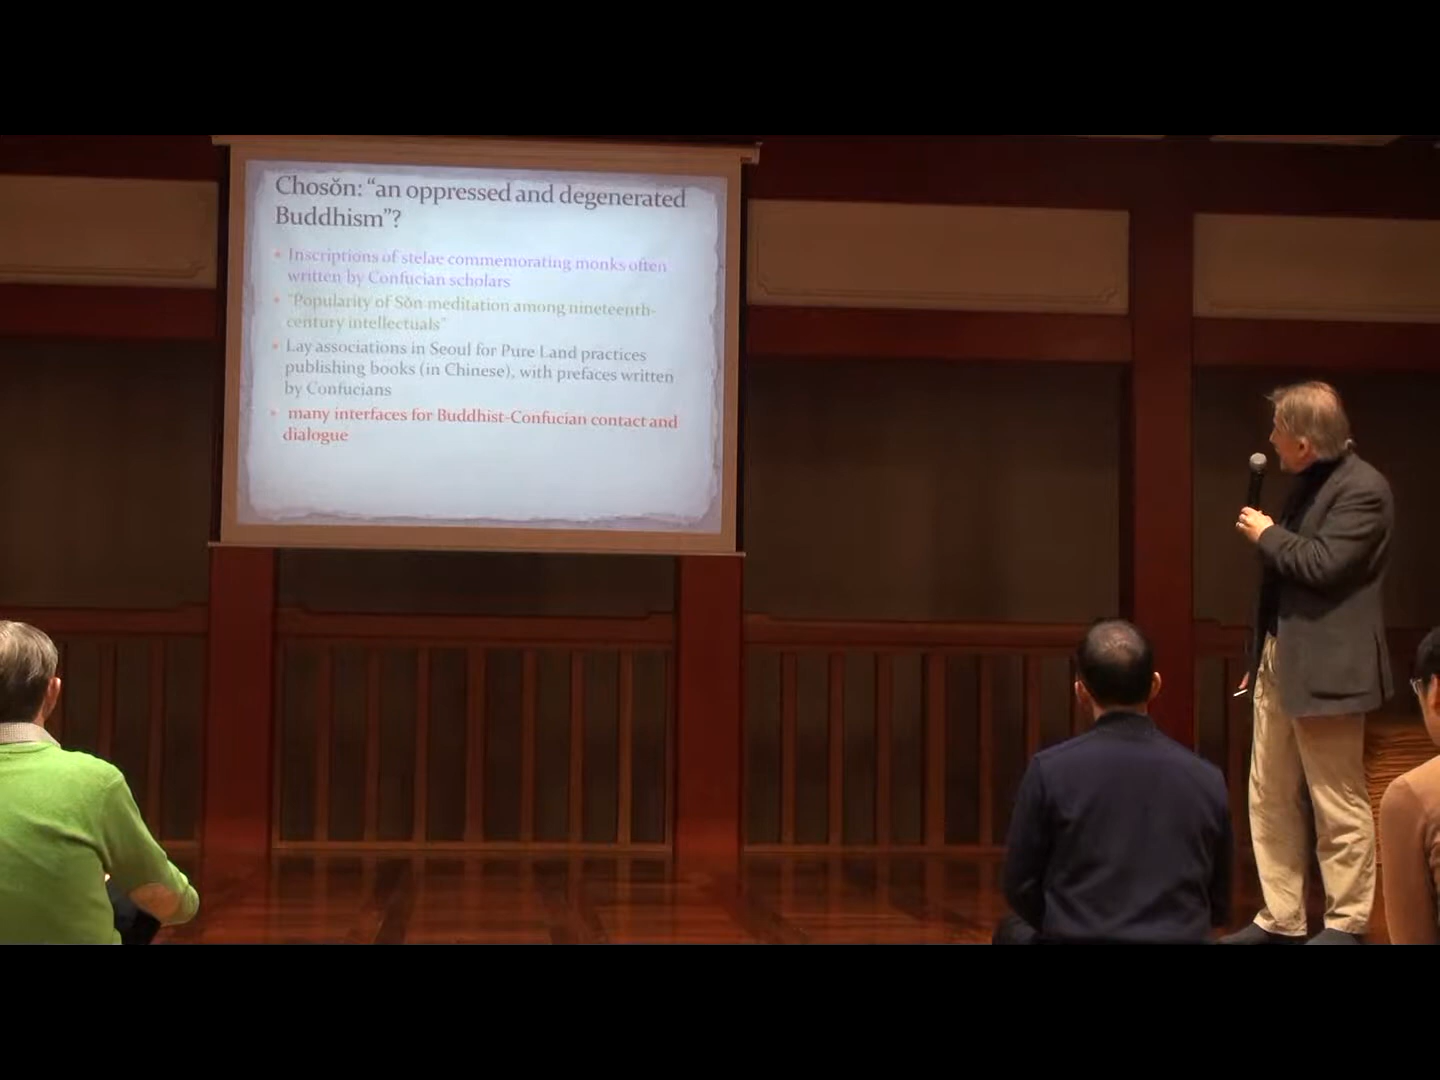 Chosŏn: “an oppressed and degenerated
Buddhism”?
• Inscriptions of stelae commemorating monks often
written by Confucian scholars
• “Popularity of Sŏn meditation among nineteenth-
century intellectuals”
• Lay associations in Seoul for Pure Land practices
publishing books (in Chinese), with prefaces written
by Confucians
• many interfaces for Buddhist-Confucian contact and
dialogue